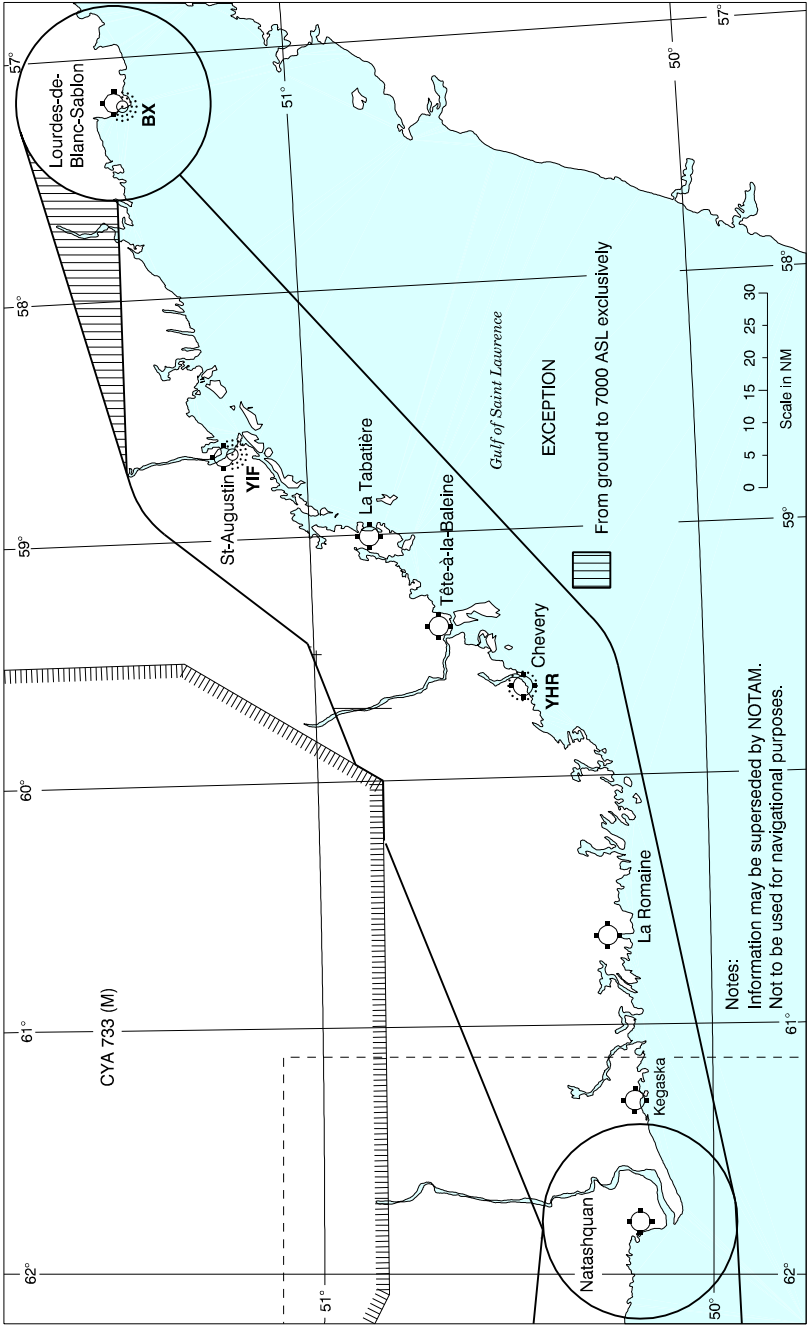 62°
61°
60°
59°
58°
57°
CYA 733 (M)
Lourdes-de-
Blanc-Sablon
BX
51°
St-Augustin
YIF
La Tabatière
Tête-à-la-Baleine
Chevery
YHR
La Romaine
Kegaska
Natashquan
51°
50°
50°
Gulf of Saint Lawrence
EXCEPTION
From ground to 7000 ASL exclusively
0 5 10 15 20 25 30
Scale in NM
Notes:
Information may be superseded by NOTAM.
Not to be used for navigational purposes.
62°
61°
59°
58°
57°